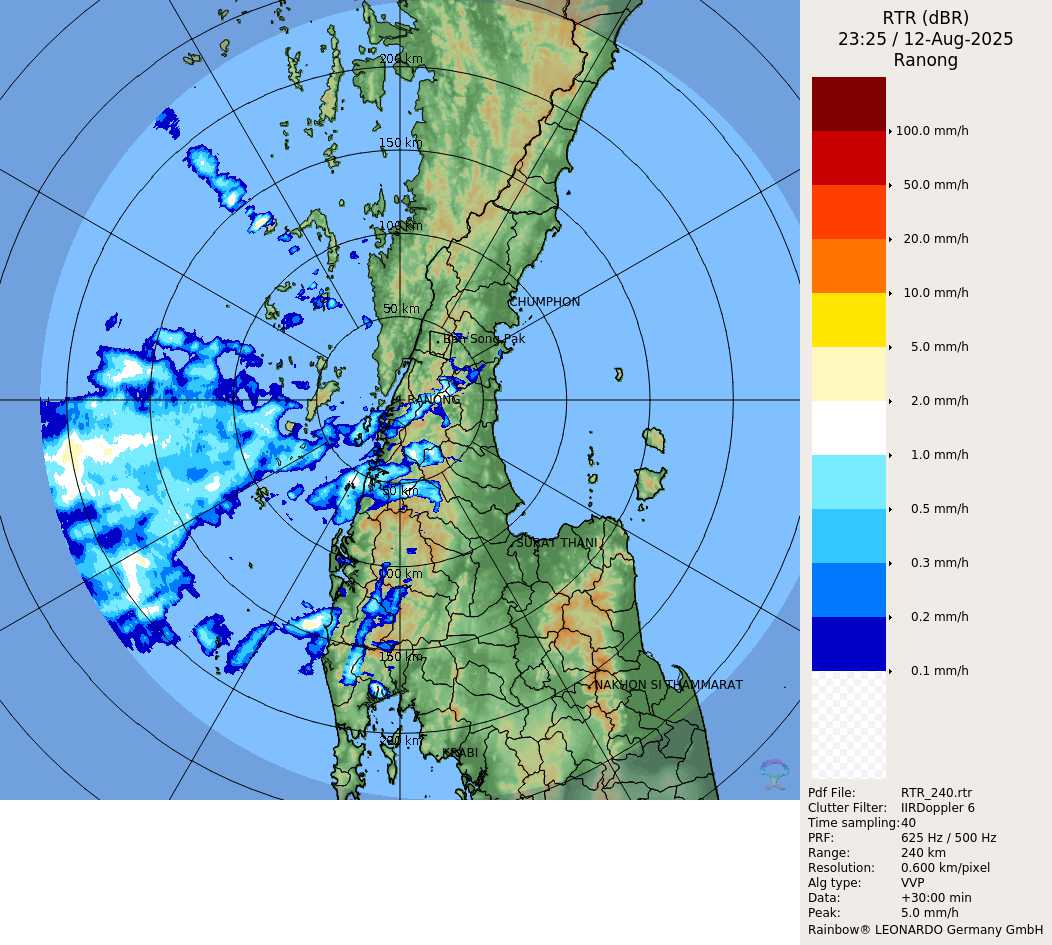 RTR (dBR)
23:25 / 12-Aug-2025
Ranong
200 km
150 km
100 km
50 km
CHUMPHON
Ban Song Pak
RANONG
50 km
SURAT THANI
100 km
150 km
NAKHON SI THAMMARAT
200 km
KRABI
100.0 mm/h
50.0 mm/h
20.0 mm/h
10.0 mm/h
5.0 mm/h
2.0 mm/h
1.0 mm/h
0.5 mm/h
0.3 mm/h
0.2 mm/h
0.1 mm/h
Pdf File: RTR_240.rtr
Clutter Filter: IIRDoppler 6
Time sampling:40
PRF: 625 Hz / 500 Hz
Range: 240 km
Resolution: 0.600 km/pixel
Alg type: VVP
Data: +30:00 min
Peak: 5.0 mm/h
Rainbow® LEONARDO Germany GmbH